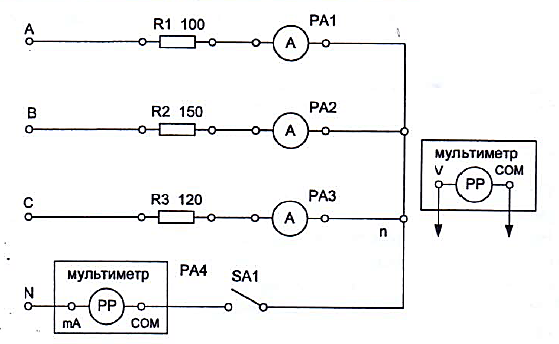 A R1 100 PA1
A
B R2 150 PA2
A
мультиметр
V PP COM
C R3 120 PA3
A
n
мультиметр PA4 SA1
N PP
mA COM